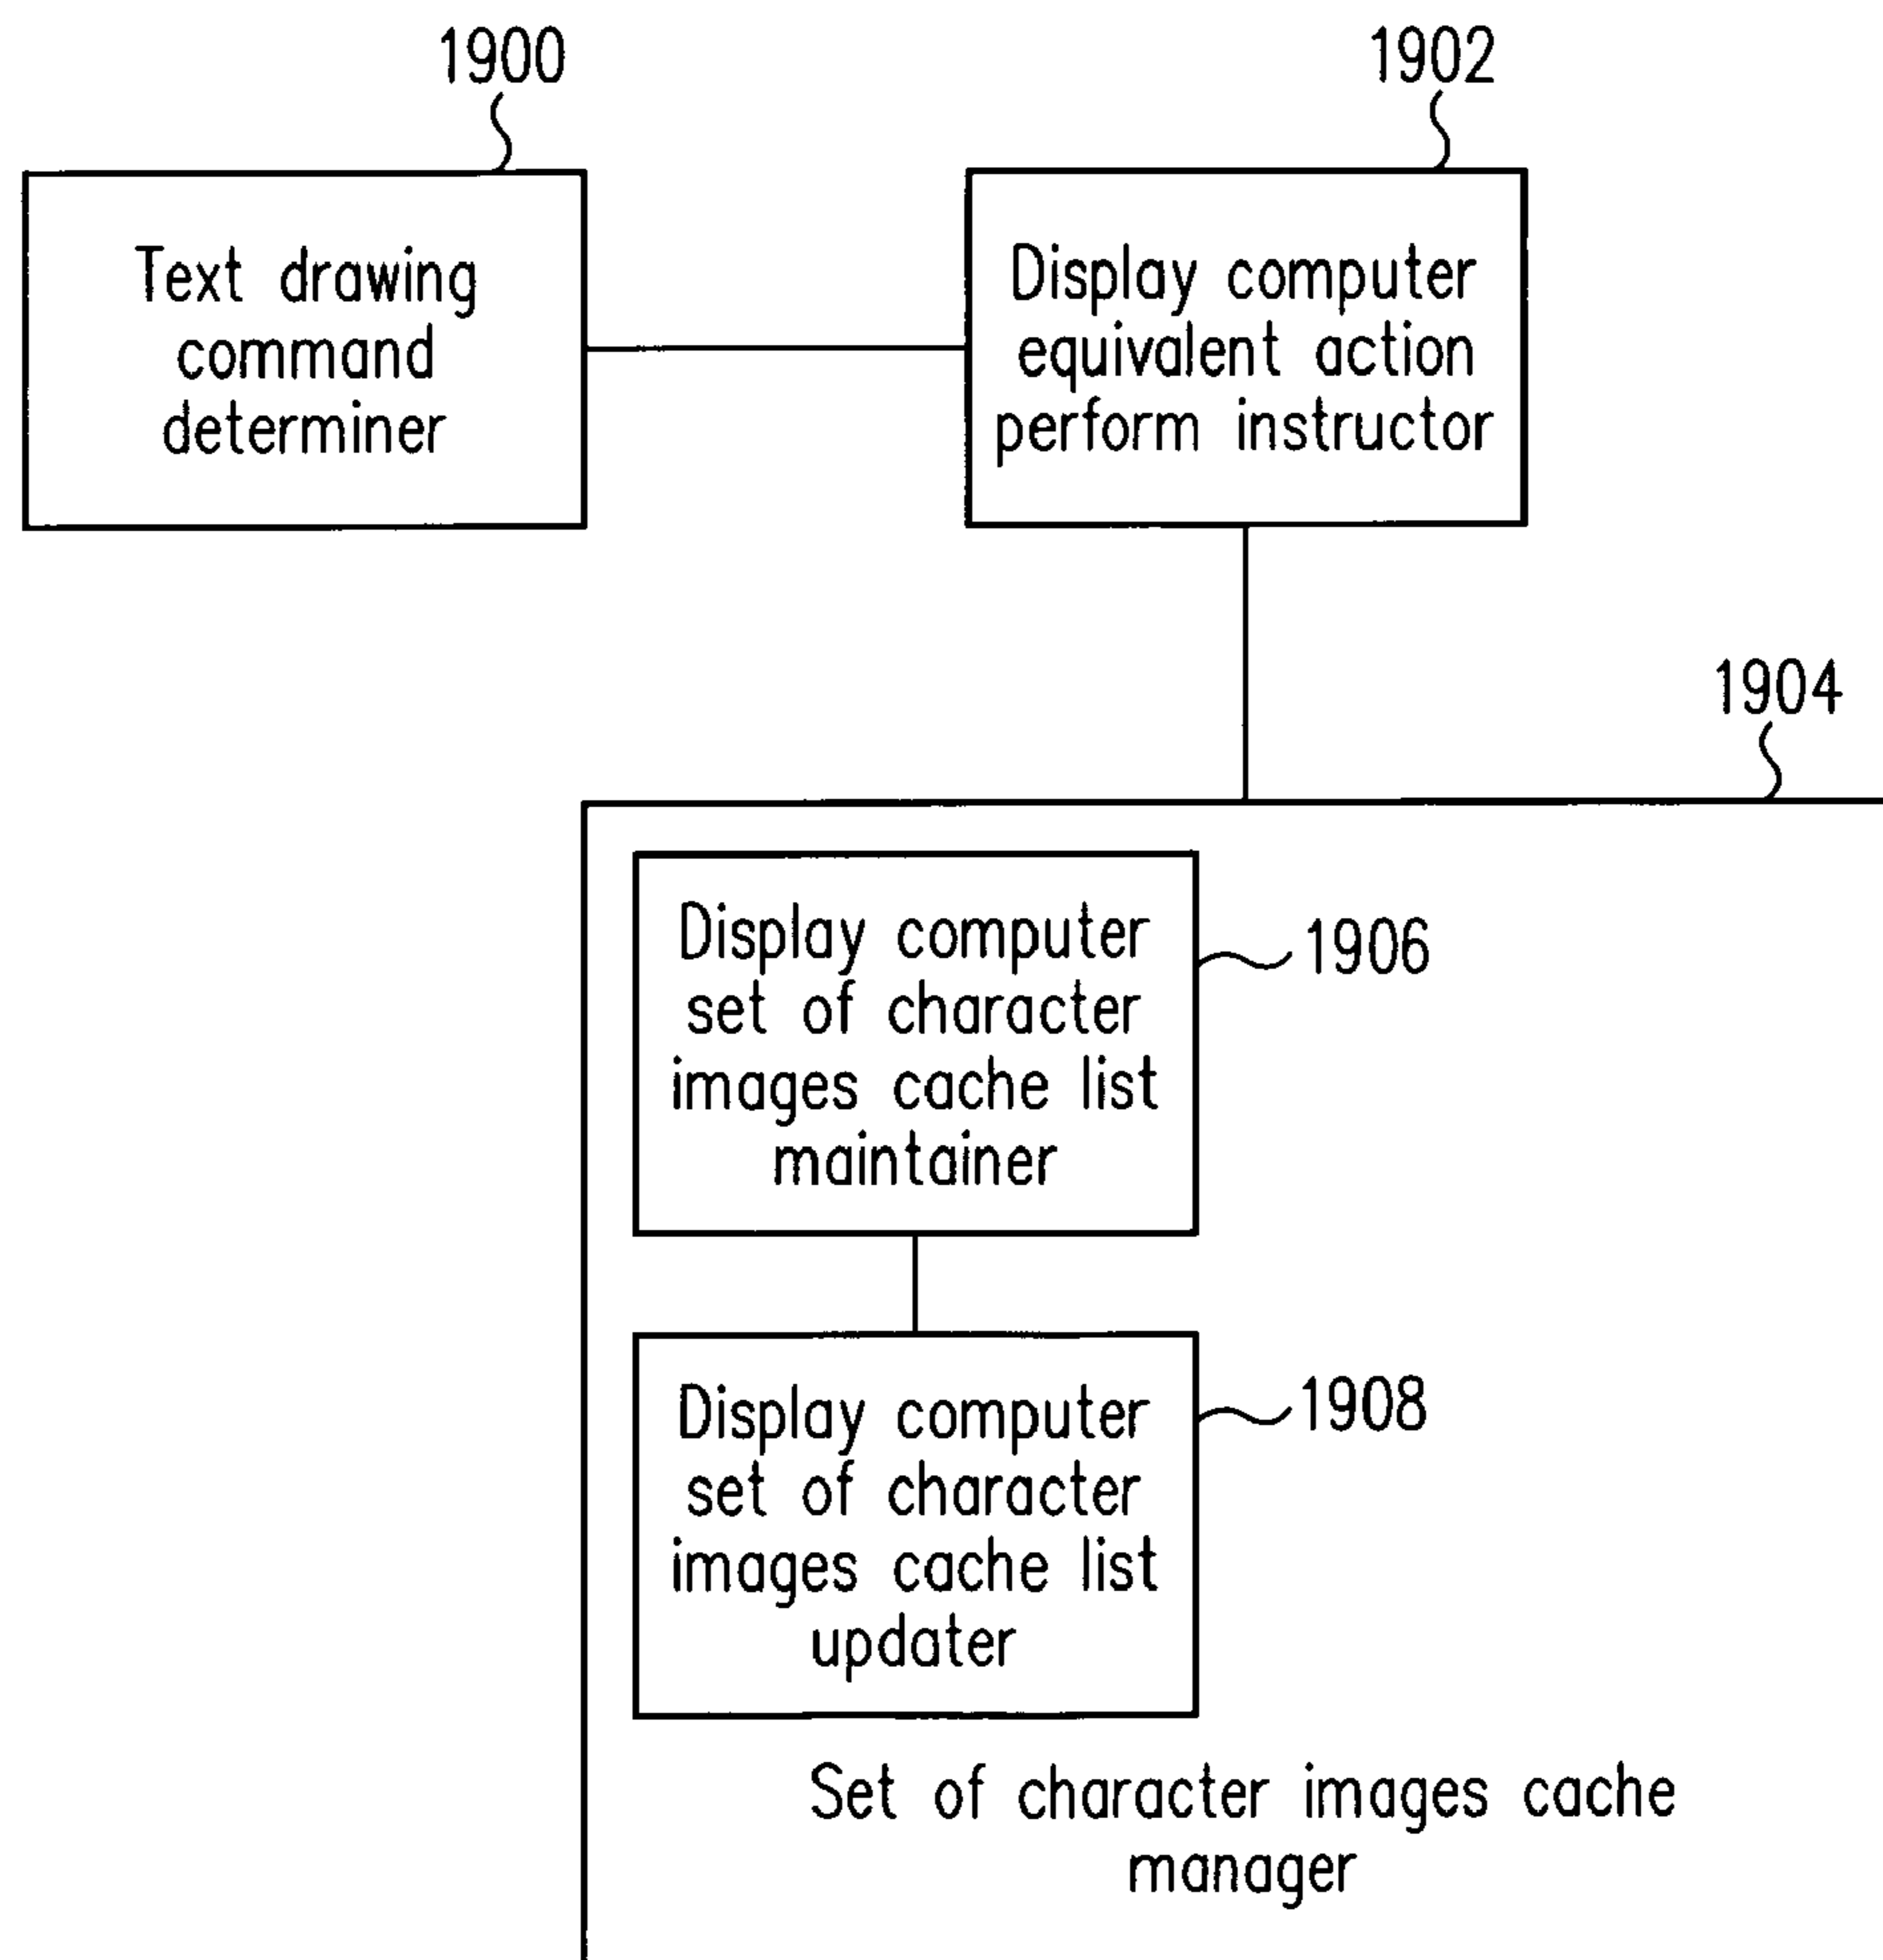 1900
1902
Text drawing
command
determiner
Display computer
equivalent action
perform instructor
1904
Display computer
set of character
images cache list
maintainer
1906
Display computer
set of character
images cache list
updater
1908
Set of character images cache
manager